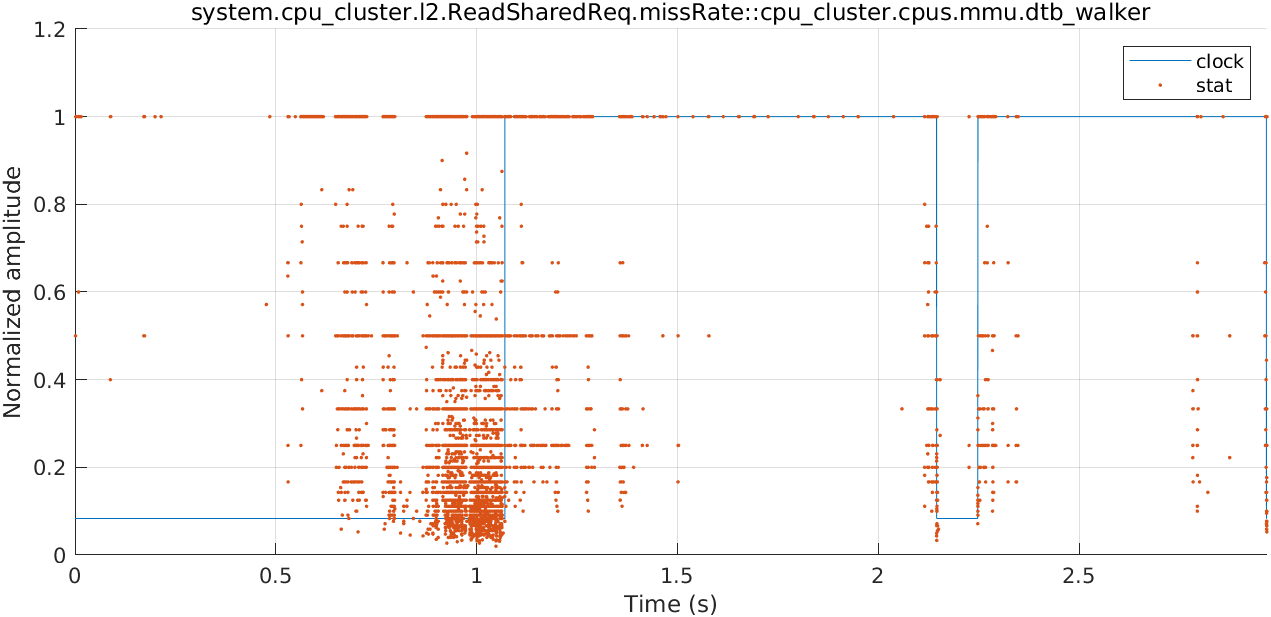 system.cpu_cluster.l2.ReadSharedReq.missRate::cpu_cluster.cpus.mmu.dtb_walker
1.2
1
0.8
0.6
0.4
0.2
0
Normalized amplitude
clock
stat
0 0.5 1 1.5 2 2.5
Time (s)